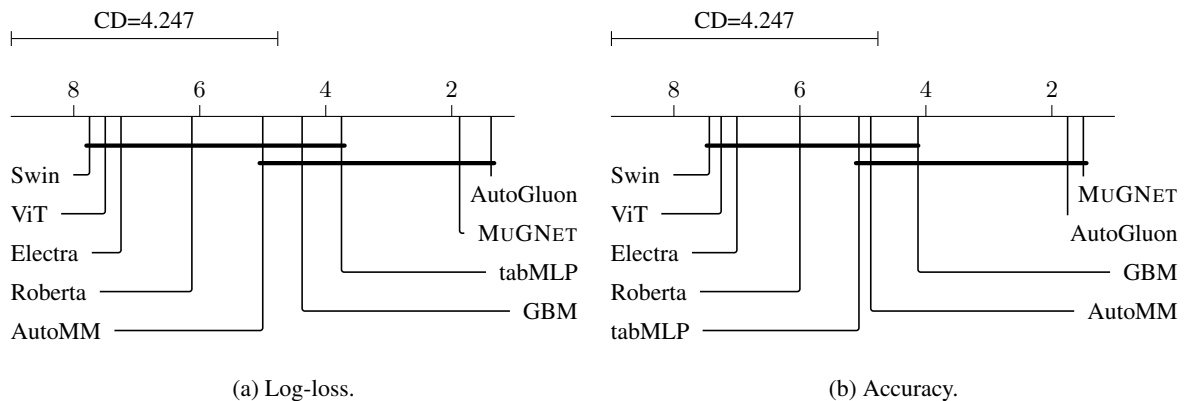 CD=4.247
8 6 4 2
Swin
AutoGluon
ViT
MUGNET
Electra
tabMLP
Roberta
GBM
AutoMM
(a) Log-loss.
CD=4.247
8 6 4 2
Swin
MUGNET
ViT
AutoGluon
Electra
GBM
Roberta
AutoMM
tabMLP
(b) Accuracy.